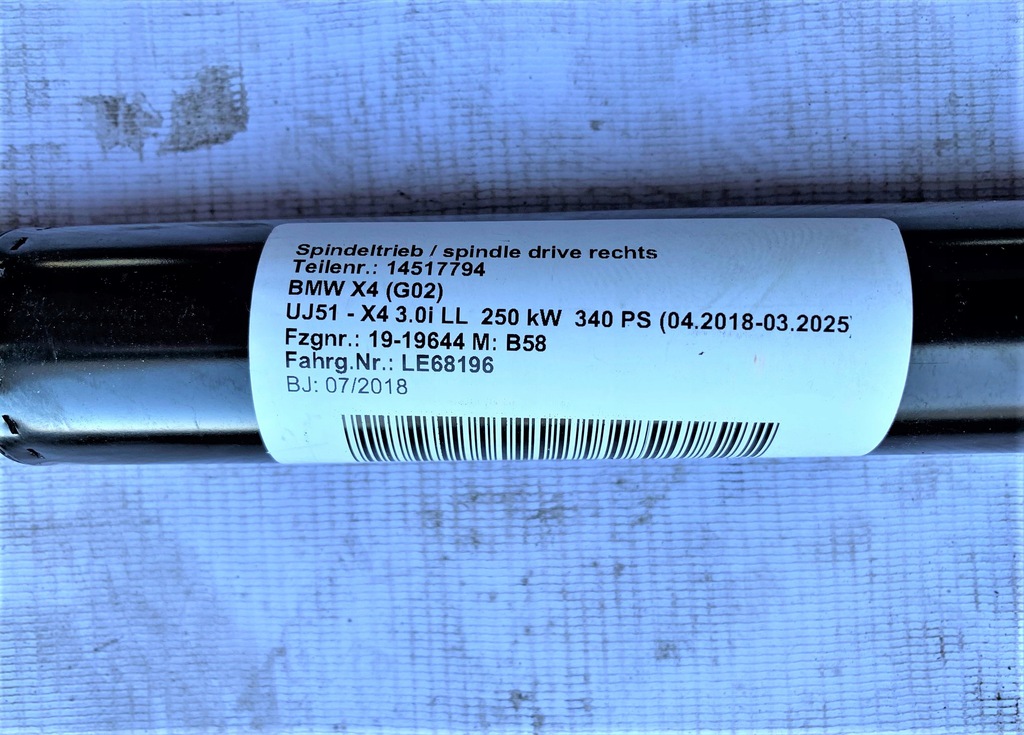 Spindeltrieb / spindle drive rechts
Teilenr.: 14517794
BMW X4 (G02)
UJ51 - X4 3.0i LL 250 kW 340 PS (04.2018-03.2025
Fzgnr.: 19-19644 M: B58
Fahrg.Nr.: LE68196
BJ: 07/2018